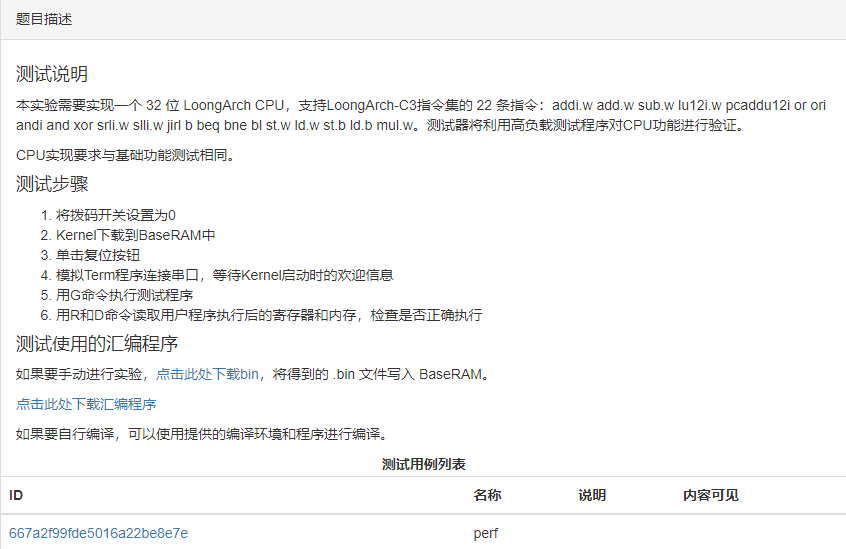 题目描述
测试说明
本实验需要实现一个 32 位 LoongArch CPU，支持LoongArch-C3指令集的 22 条指令：addi.w add.w sub.w lu12i.w pcaddu12i or ori
andi and xor srli.w slli.w jirl b beq bne bl st.w ld.w st.b ld.b mul.w。测试器将利用高负载测试程序对CPU功能进行验证。
CPU实现要求与基础功能测试相同。
测试步骤
1. 将拨码开关设置为0
2. Kernel下载到BaseRAM中
3. 单击复位按钮
4. 模拟Term程序连接串口，等待Kernel启动时的欢迎信息
5. 用G命令执行测试程序
6. 用R和D命令读取用户程序执行后的寄存器和内存，检查是否正确执行
测试使用的汇编程序
如果要手动进行实验，点击此处下载bin，将得到的 .bin 文件写入 BaseRAM。
点击此处下载汇编程序
如果要自行编译，可以使用提供的编译环境和程序进行编译。
测试用例列表
ID 名称 说明 内容可见
667a2f99fde5016a22be8e7e perf